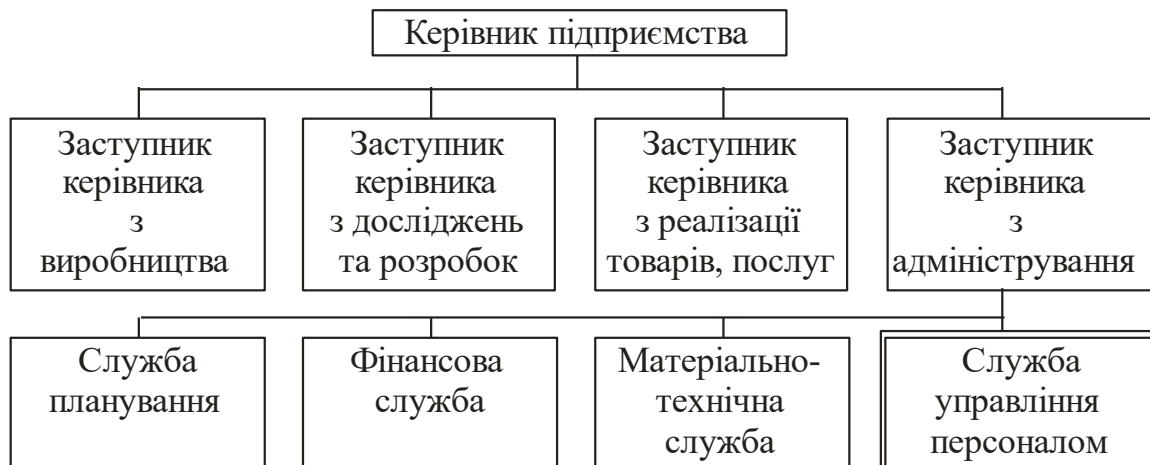 Керівник підприємства
Заступник
керівника
з
виробництва
Заступник
керівника
з досліджень
та розробок
Заступник
керівника
з реалізації
товарів, послуг
Заступник
керівника
з
адміністрування
Служба
планування
Фінансова
служба
Матеріально-
технічна
служба
Служба
управління
персоналом